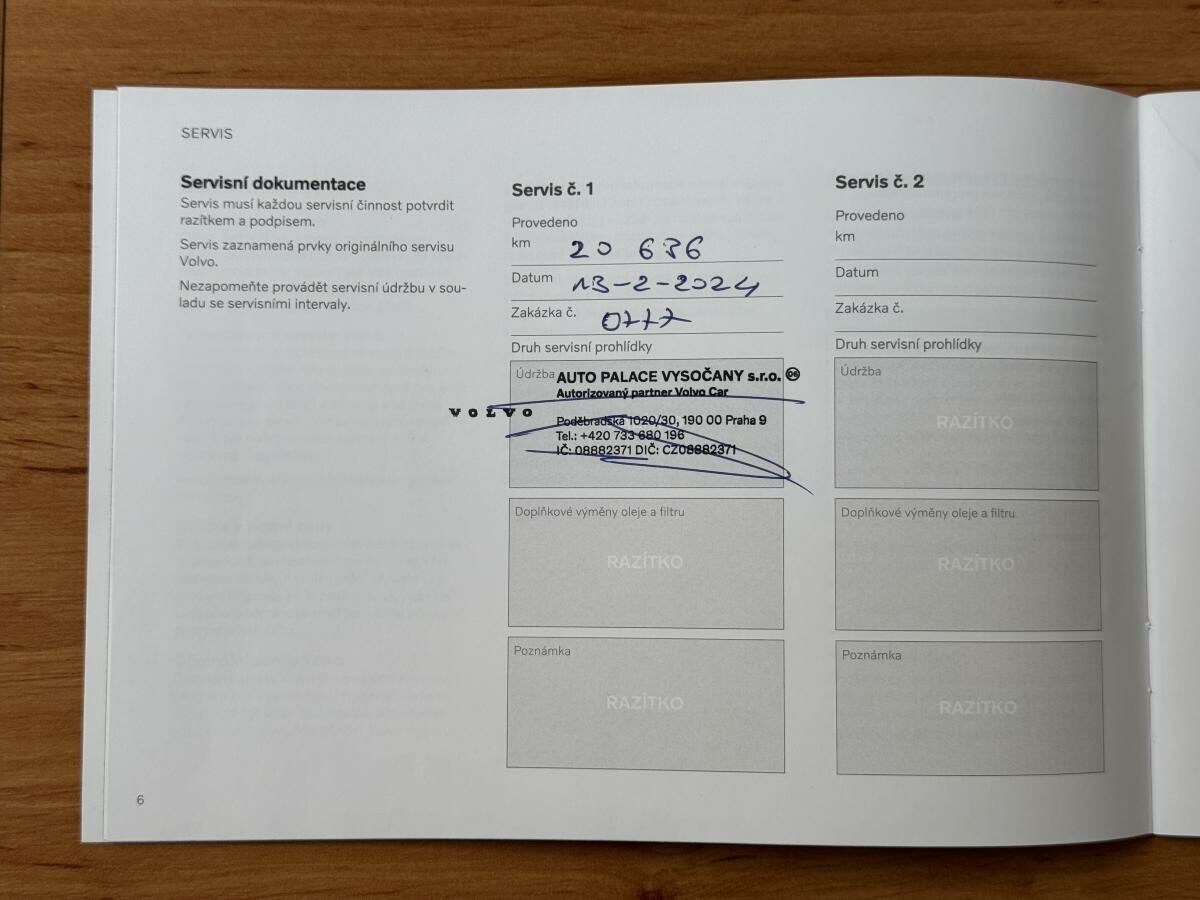 SERVIS
Servisní dokumentace
Servis musí každou servisní činnost potvrdit
razítkem a podpisem.
Servis zaznamená prvky originálního servisu
Volvo.
Nezapomeňte provádět servisní údržbu v sou-
ladu se servisními intervaly.
Servis č. 1
Provedeno
km 20 636
Datum 13-2-2024
Zakázka č. 0777
Druh servisní prohlídky
Údržba
AUTO PALACE VYSOČANY s.r.o. 06
Autorizovaný partner Volvo Car
VOLVO
Poděbradská 1020/30, 190 00 Praha 9
Tel.: +420 733 680 196
IČ: 08882371 DIČ: CZ08882371
Doplňkové výměny oleje a filtru
RAZÍTKO
Poznámka
RAZÍTKO
Servis č. 2
Provedeno
km
Datum
Zakázka č.
Druh servisní prohlídky
Údržba
RAZÍTKO
Doplňkové výměny oleje a filtru
RAZÍTKO
Poznámka
RAZÍTKO
6